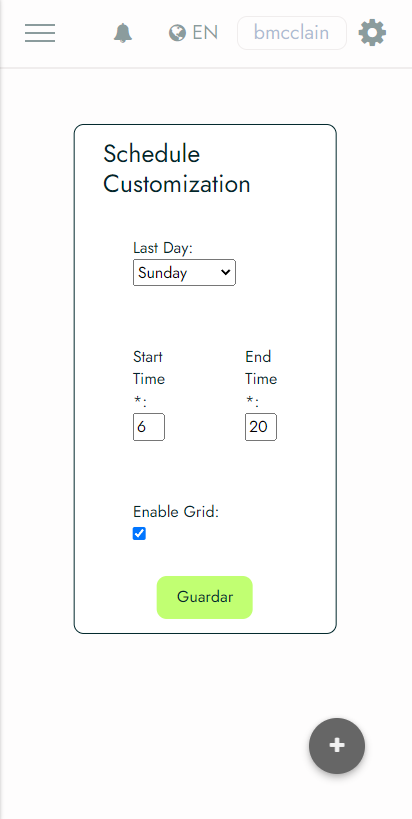 EN
bmcclain
Schedule
Customization
Last Day:
Sunday
Start
Time
*:
6
End
Time
*:
20
Enable Grid:
Guardar
+